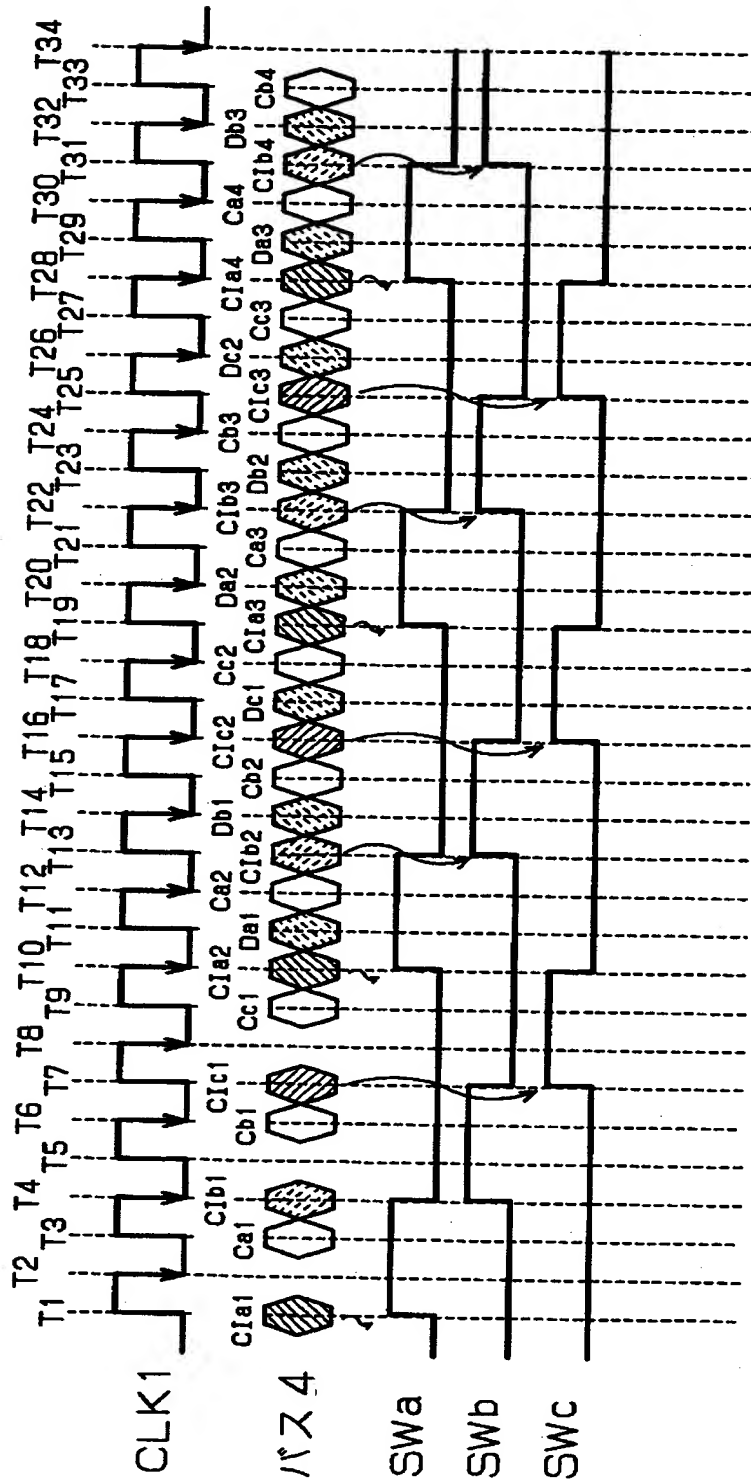 T1 T2 T3 T4 T5 T6 T7 T8 T9 T10 T11 T12 T13 T14 T15 T16 T17 T18 T19 T20 T21 T22 T23 T24 T25 T26 T27 T28 T29 T30 T31 T32 T33 T34
CLK1
CIa1 Ca1 CIb1 Cb1 CIc1 Cc1 CIa2 Da1 Ca2 CIb2 Db1 Cb2 CIc2 Dc1 Cc2 CIa3 Da2 Ca3 CIb3 Db2 Cb3 CIc3 Dc2 Cc3 CIa4 Da3 Ca4 CIb4 Db3 Cb4
バス4
SWa
SWb
SWc